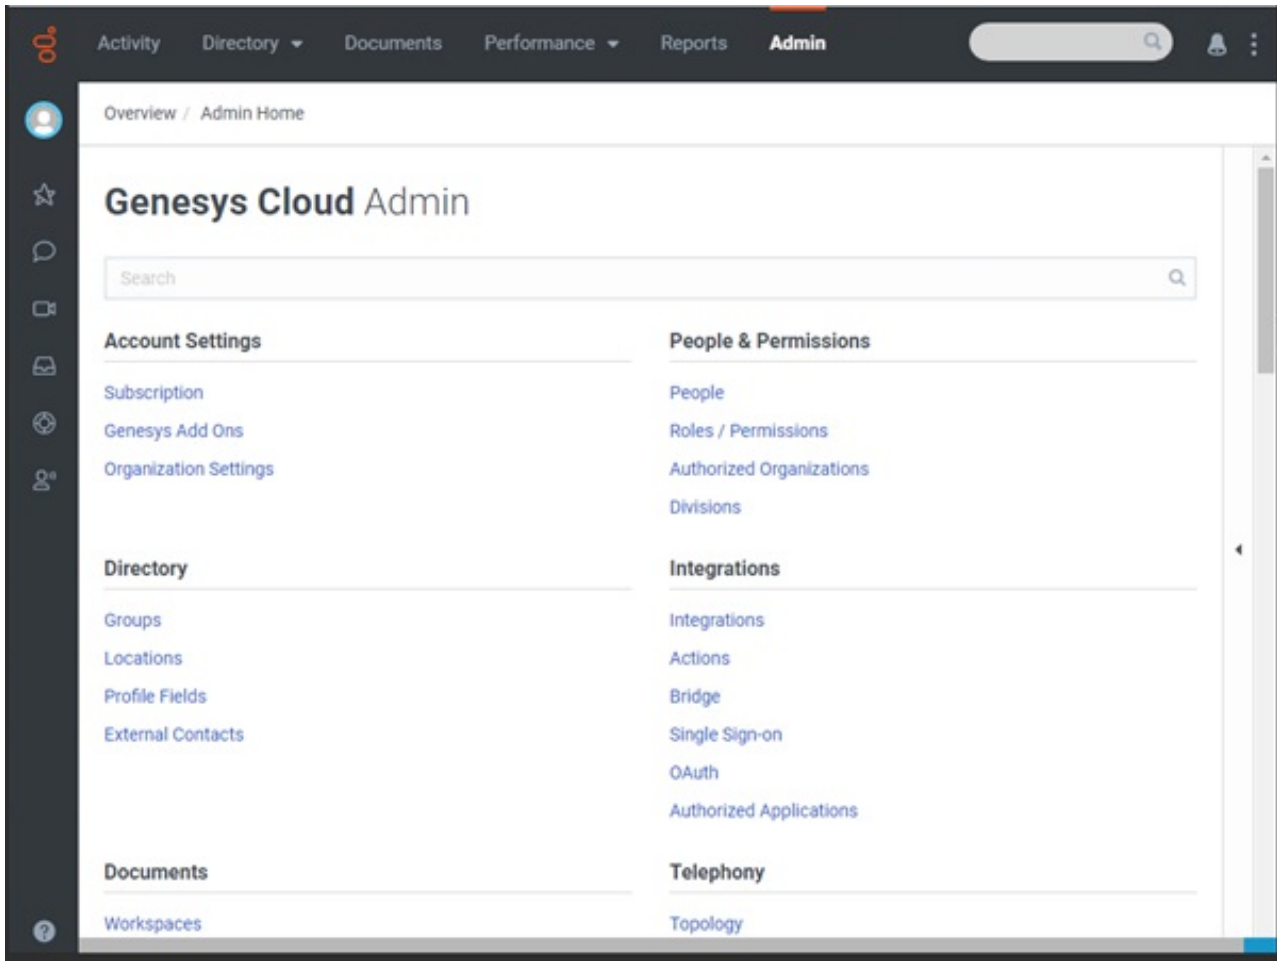 Activity Directory Documents Performance Reports Admin
Overview / Admin Home
Genesys Cloud Admin
Search
Account Settings
Subscription
Genesys Add Ons
Organization Settings
People & Permissions
People
Roles / Permissions
Authorized Organizations
Divisions
Directory
Groups
Locations
Profile Fields
External Contacts
Integrations
Integrations
Actions
Bridge
Single Sign-on
OAuth
Authorized Applications
Documents
Workspaces
Telephony
Topology